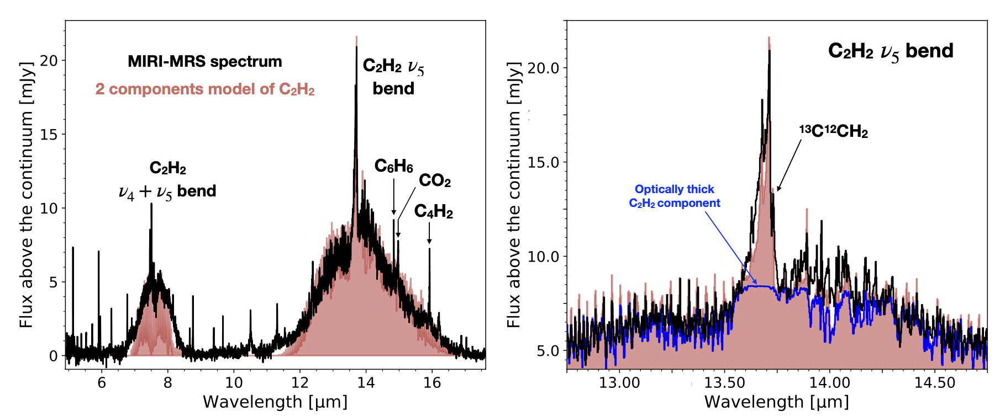 MIRI-MRS spectrum
2 components model of C₂H₂
C₂H₂ ν₅
bend
C₂H₂
ν₄ + ν₅ bend
C₆H₆
CO₂
C₄H₂
20
15
10
5
0
6 8 10 12 14 16
Wavelength [μm]
Flux above the continuum [mJy]
C₂H₂ ν₅ bend
¹³C¹²CH₂
Optically thick
C₂H₂ component
20.0
15.0
10.0
5.0
13.00 13.50 14.00 14.50
Wavelength [μm]
Flux above the continuum [mJy]